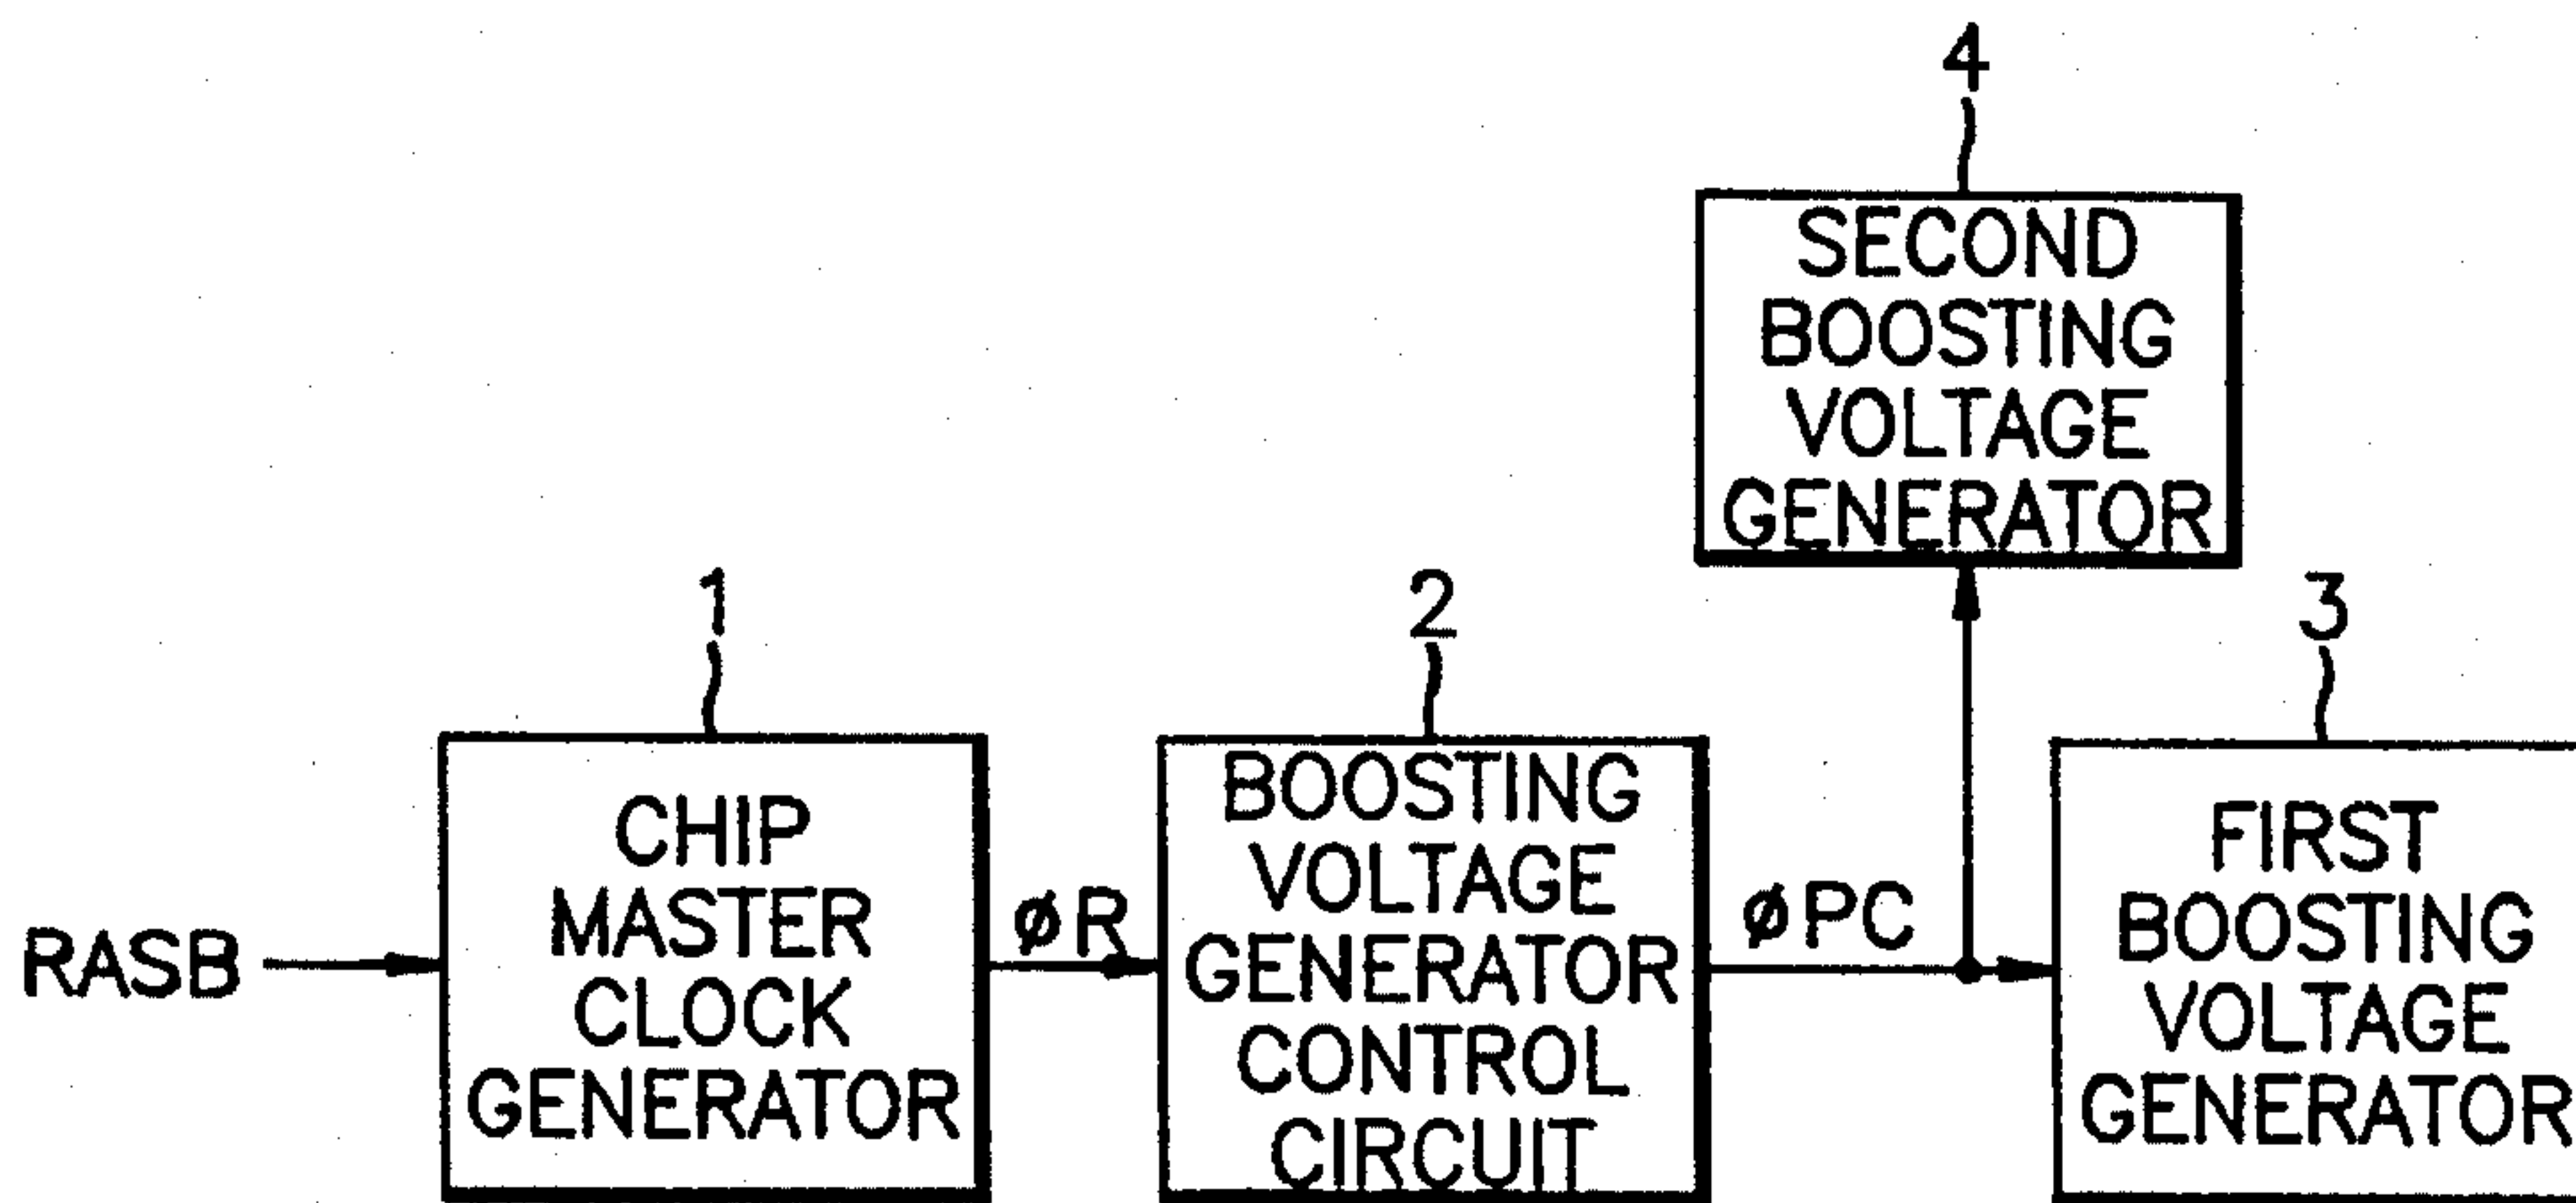 4
SECOND
BOOSTING
VOLTAGE
GENERATOR
1
2
3
RASB
CHIP
MASTER
CLOCK
GENERATOR
øR
BOOSTING
VOLTAGE
GENERATOR
CONTROL
CIRCUIT
øPC
FIRST
BOOSTING
VOLTAGE
GENERATOR